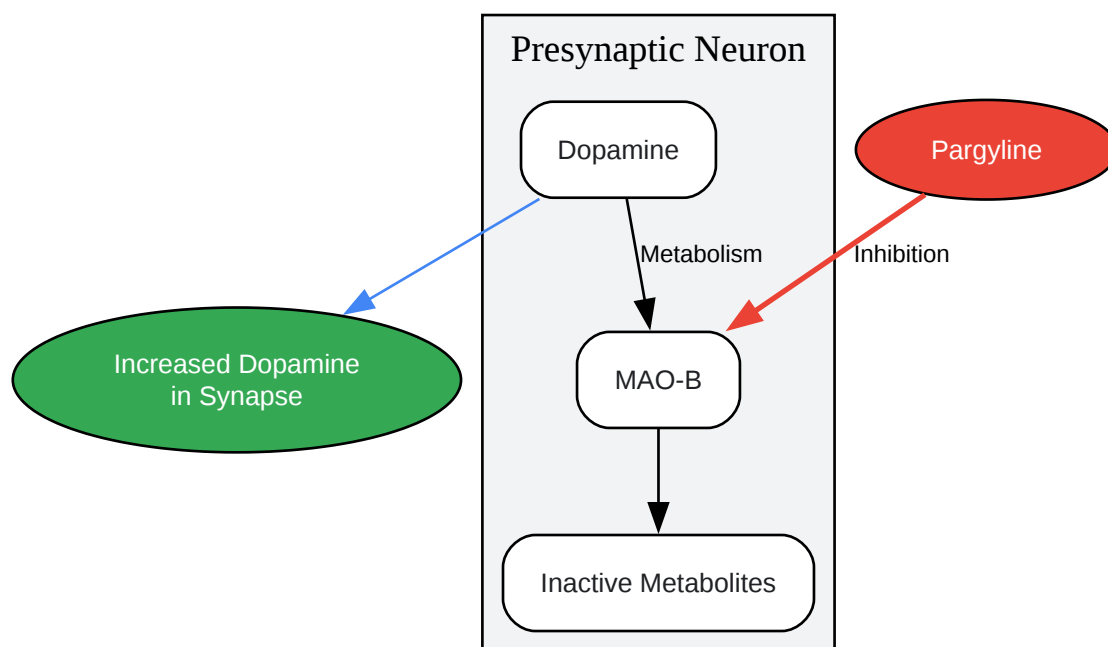 Presynaptic Neuron
Dopamine
Pargyline
Metabolism
Inhibition
Increased Dopamine
in Synapse
MAO-B
Inactive Metabolites